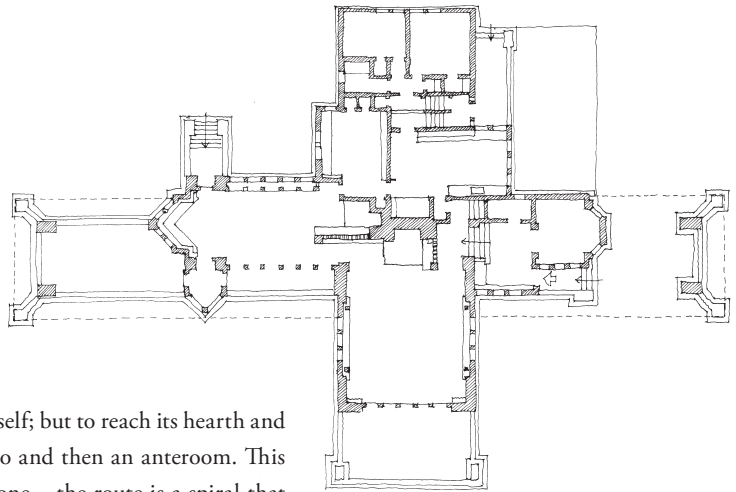 self; but to reach its hearth and
o and then an anteroom. This
one – the route is a spiral that